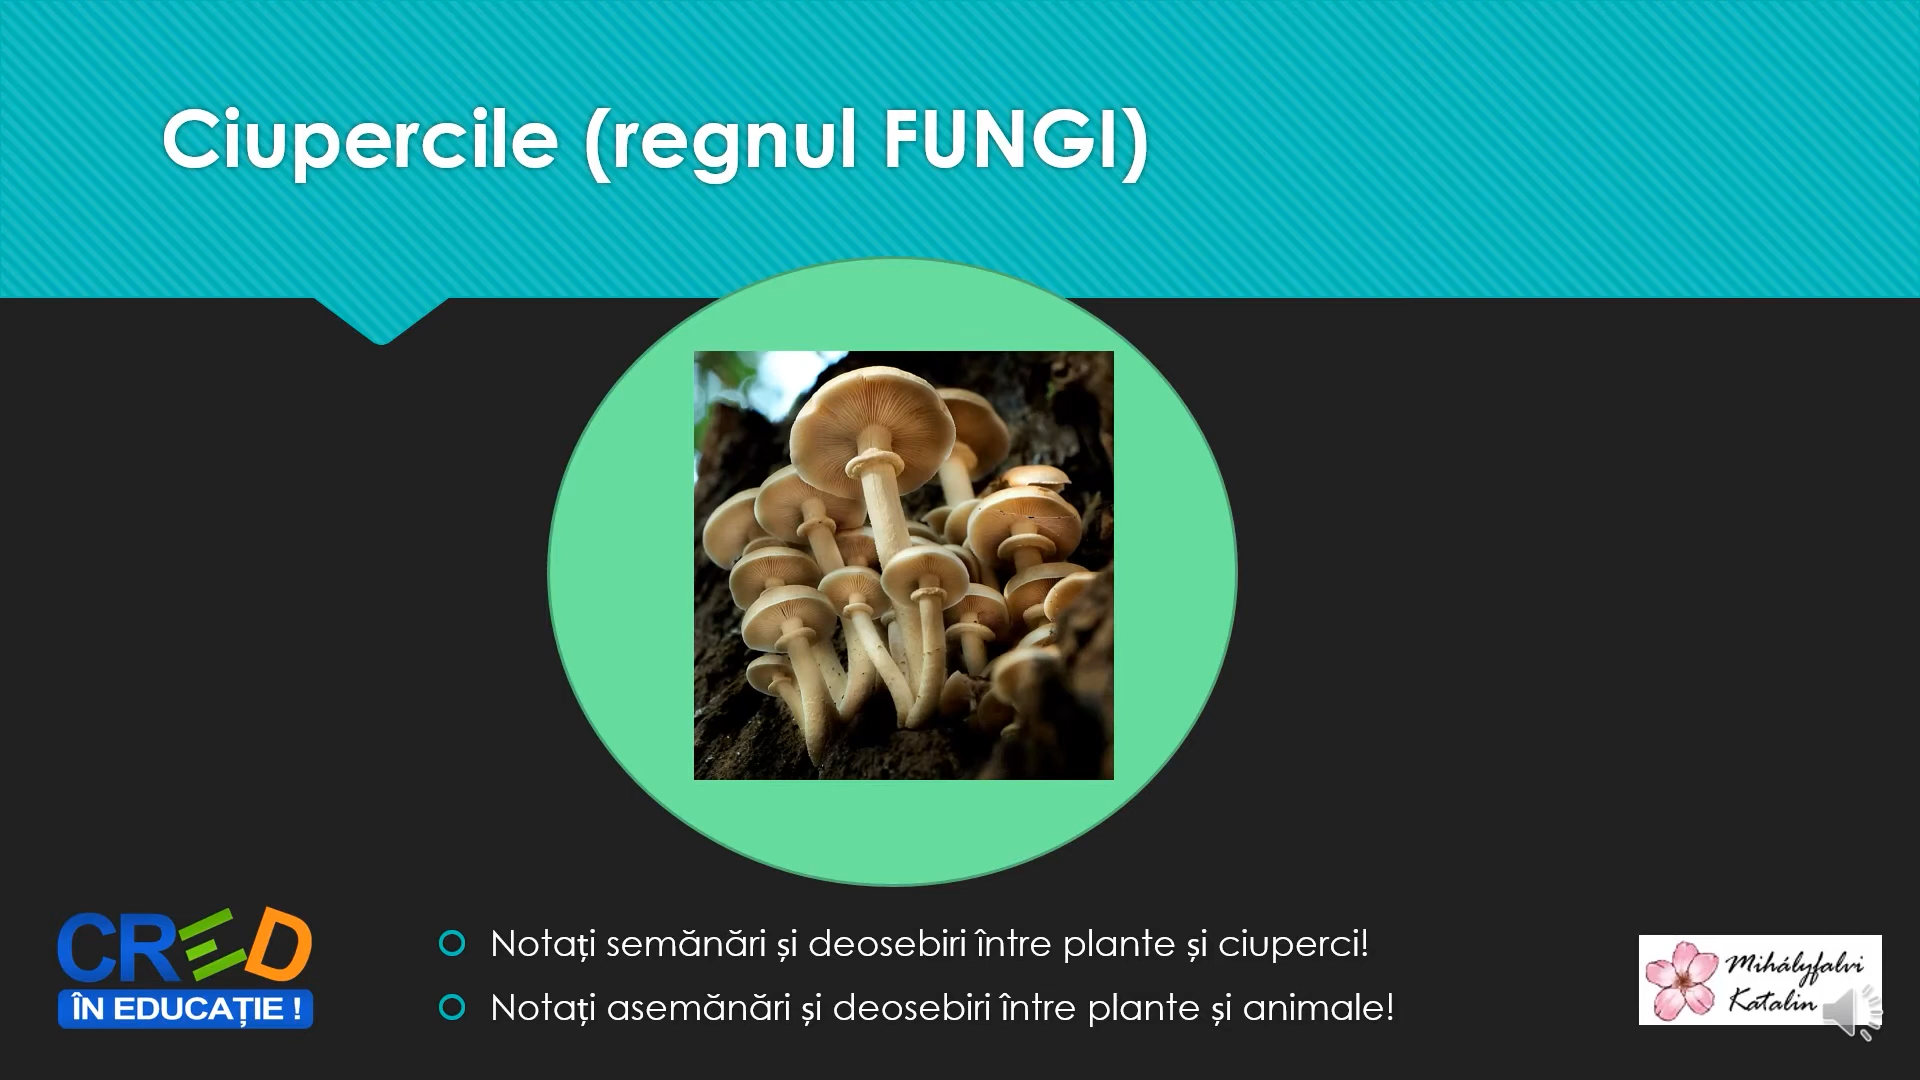 Ciupercile (regnul FUNGI)
Notați semănări și deosebiri între plante și ciuperci!
Notați asemănări și deosebiri între plante și animale!
CRED
ÎN EDUCAȚIE !
Mihályfalvi
Katalin